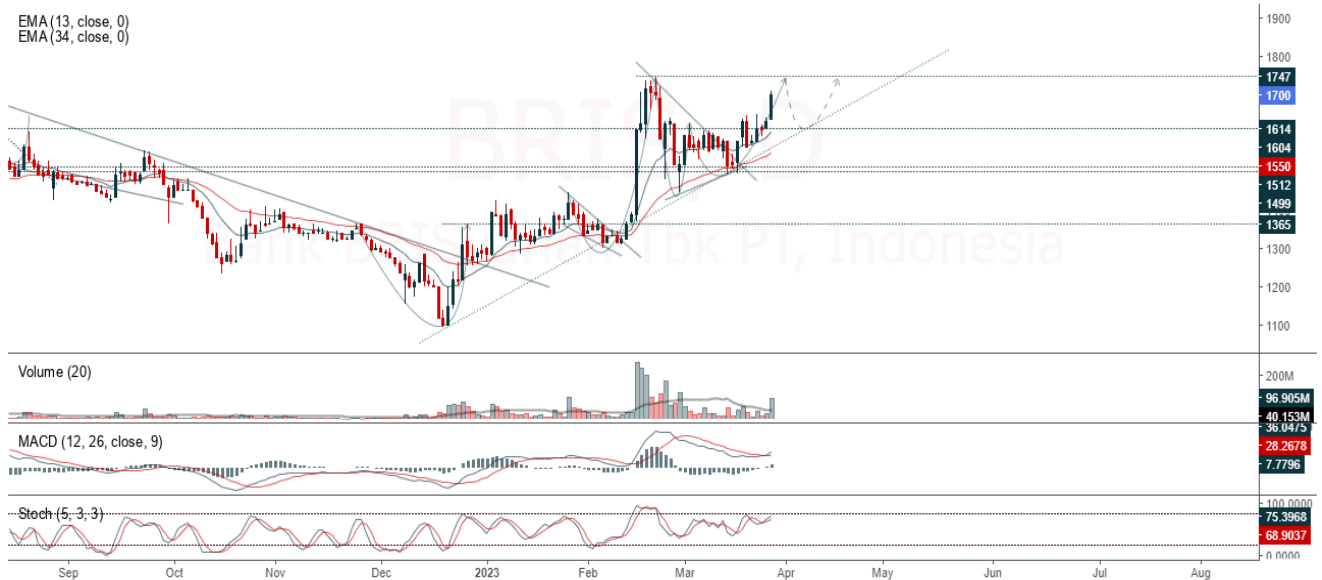 EMA (13, close, 0)
EMA (34, close, 0)
BRIS, D
Indonesia
1900
1800
1747
1700
1614
1604
1550
1512
1499
1365
1300
1200
1100
Volume (20)
200M
96.905M
40.153M
MACD (12, 26, close, 9)
36.0475
28.2678
7.7796
Stoch (5, 3, 3)
100.0000
75.3968
68.9037
0.0000
Sep Oct Nov Dec 2023 Feb Mar Apr May Jun Jul Aug